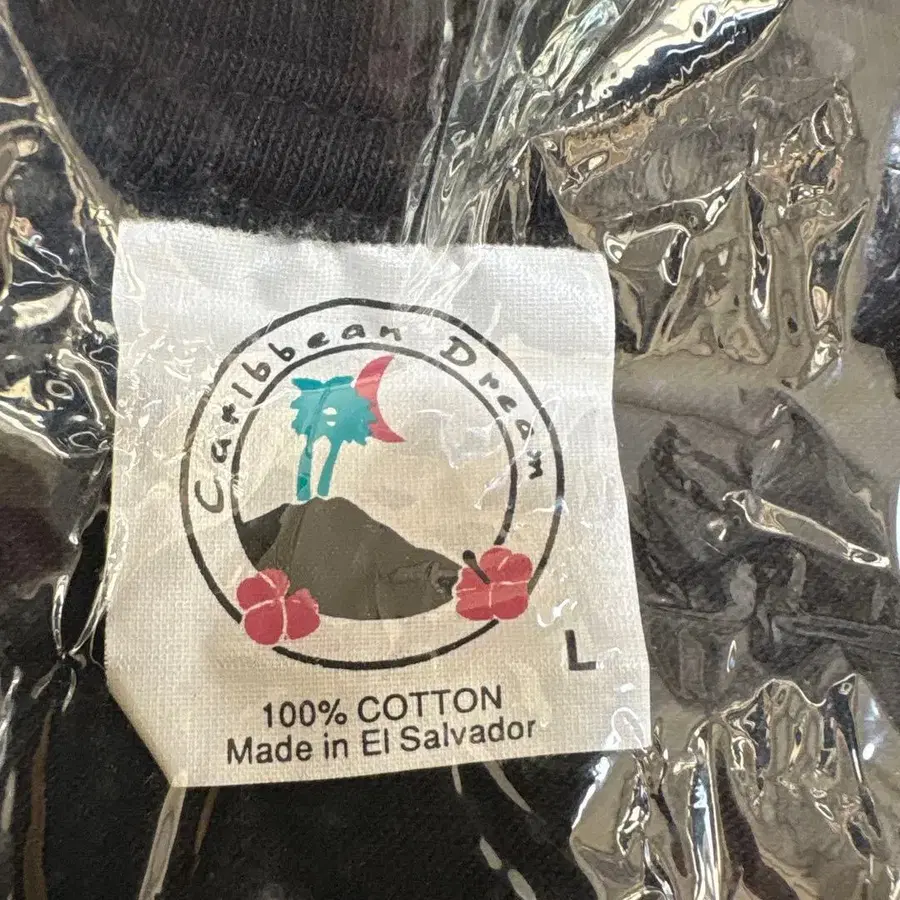 Caribbean Dream
L
100% COTTON
Made in El Salvador